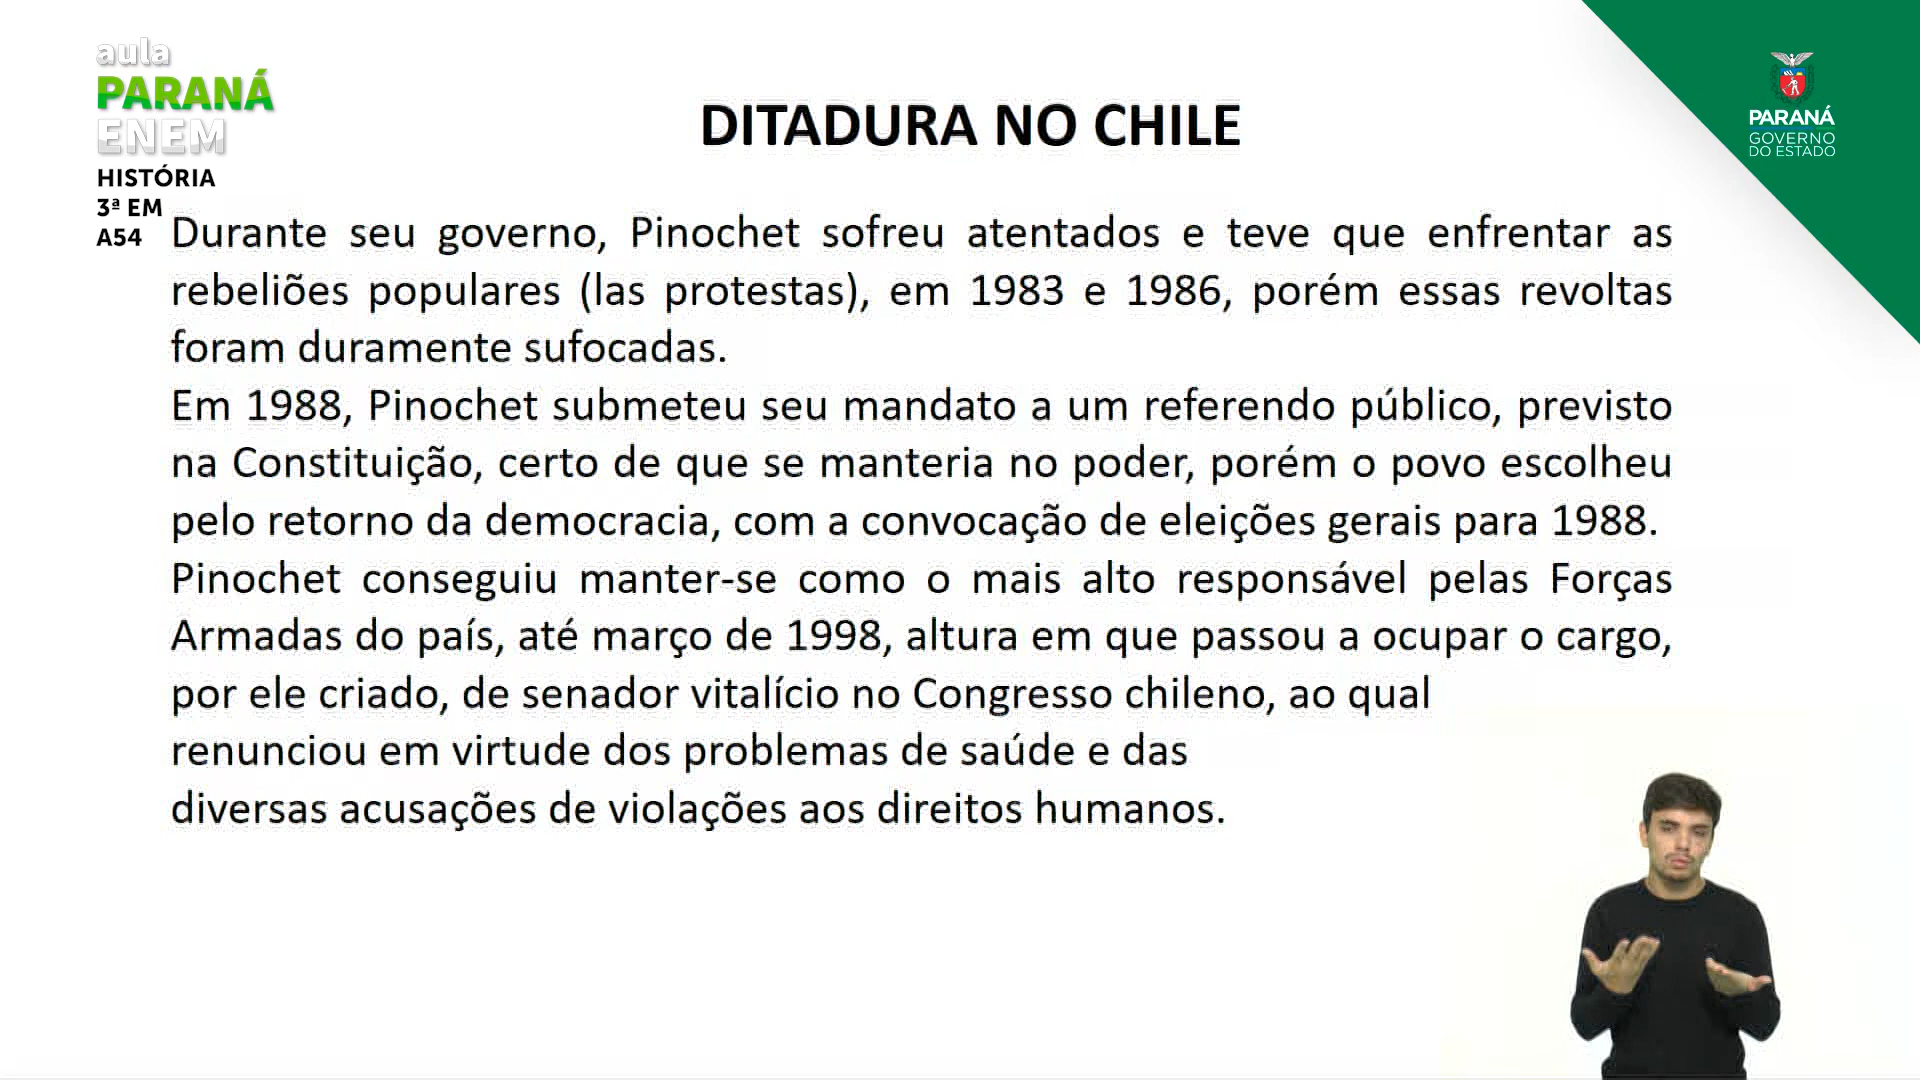 aula
PARANÁ
ENEM
HISTÓRIA
3ª EM
A54
PARANÁ
GOVERNO
DO ESTADO
DITADURA NO CHILE
Durante seu governo, Pinochet sofreu atentados e teve que enfrentar as
rebeliões populares (las protestas), em 1983 e 1986, porém essas revoltas
foram duramente sufocadas.
Em 1988, Pinochet submeteu seu mandato a um referendo público, previsto
na Constituição, certo de que se manteria no poder, porém o povo escolheu
pelo retorno da democracia, com a convocação de eleições gerais para 1988.
Pinochet conseguiu manter-se como o mais alto responsável pelas Forças
Armadas do país, até março de 1998, altura em que passou a ocupar o cargo,
por ele criado, de senador vitalício no Congresso chileno, ao qual
renunciou em virtude dos problemas de saúde e das
diversas acusações de violações aos direitos humanos.